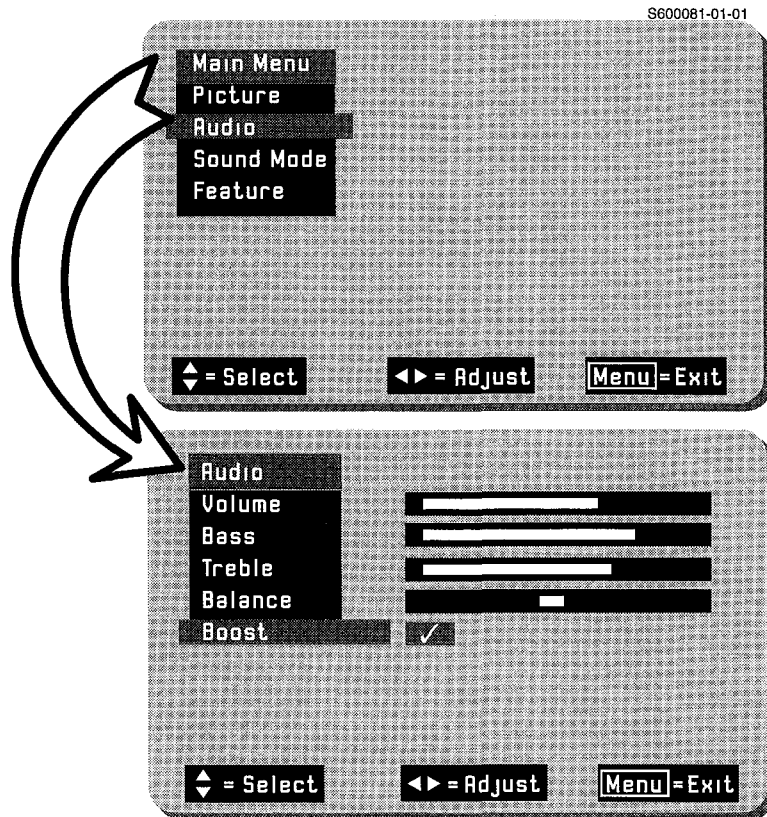 S600081-01-01
Main Menu
Picture
Audio
Sound Mode
Feature
= Select
= Adjust
Menu = Exit
Audio
Volume
Bass
Treble
Balance
Boost
= Select
= Adjust
Menu = Exit